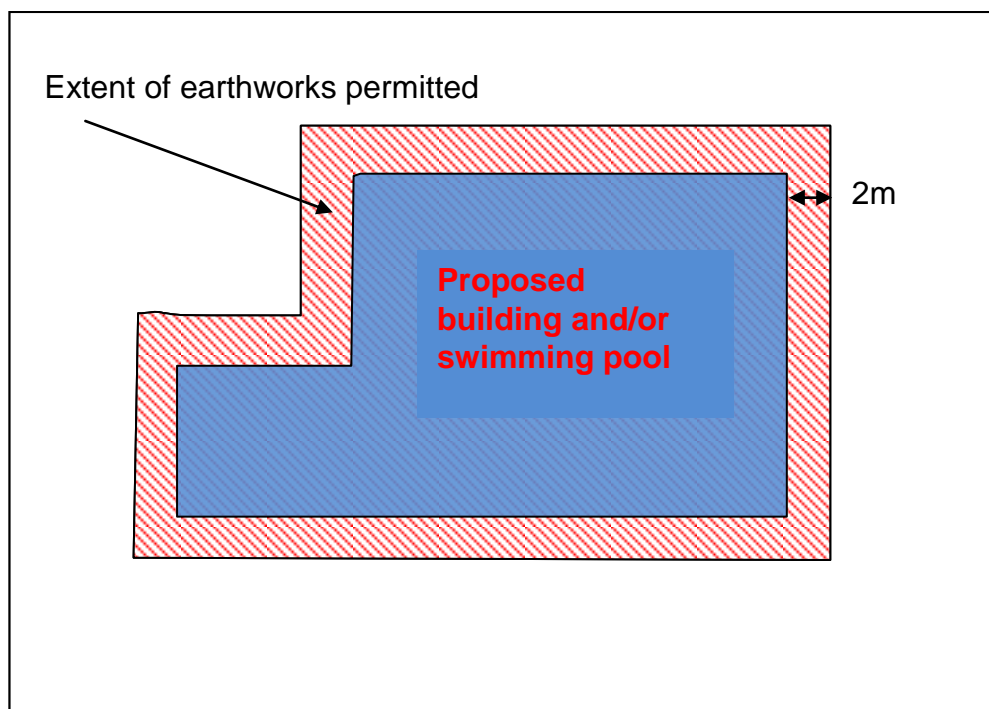 Extent of earthworks permitted
2m
Proposed
building and/or
swimming pool